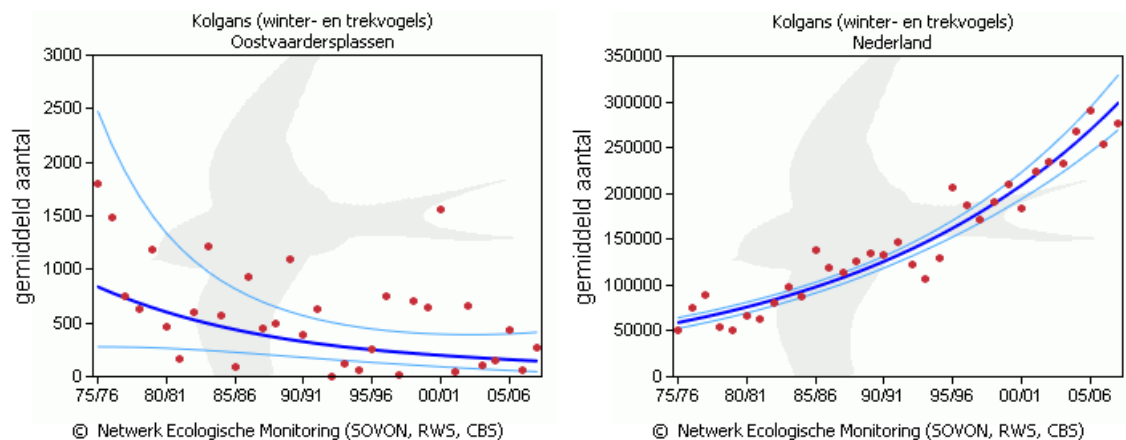 Kolgans (winter- en trekvogels)
Oostvaardersplassen
gemiddeld aantal
3000
2500
2000
1500
1000
500
0
75/76 80/81 85/86 90/91 95/96 00/01 05/06
© Netwerk Ecologische Monitoring (SOVON, RWS, CBS)
Kolgans (winter- en trekvogels)
Nederland
gemiddeld aantal
350000
300000
250000
200000
150000
100000
50000
0
75/76 80/81 85/86 90/91 95/96 00/01 05/06
© Netwerk Ecologische Monitoring (SOVON, RWS, CBS)